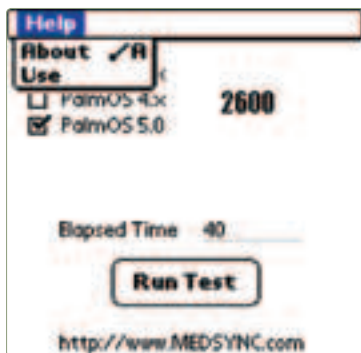 Help
About /A
Use
PalmOS 4.x
2600
PalmOS 5.0
Elapsed Time 40
Run Test
http://www.MEDSYNC.com